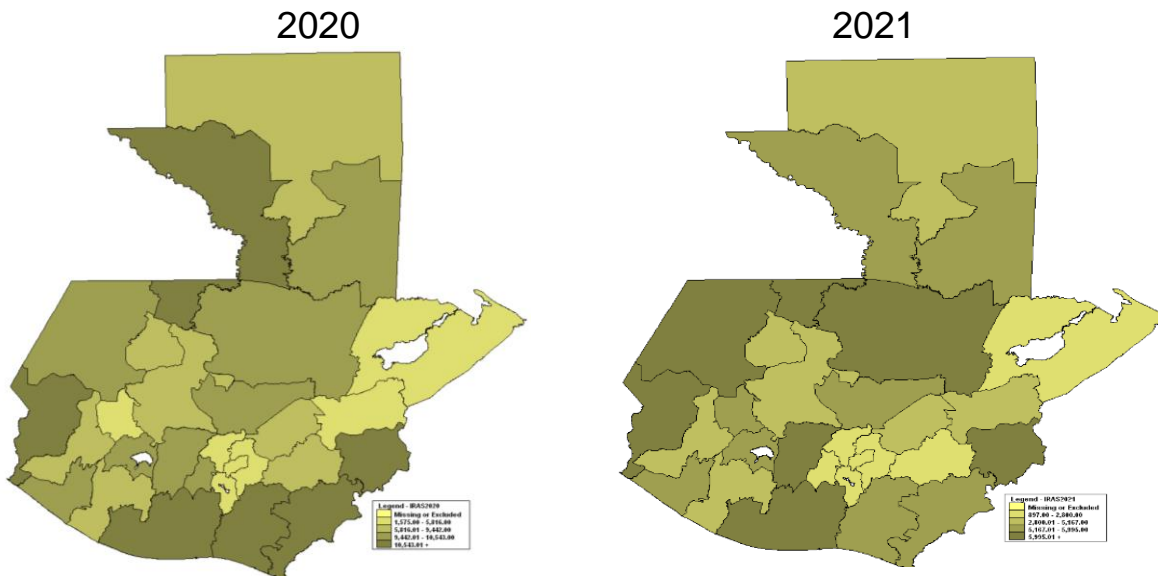 2020
2021
Legend - IRAS2020
Missing or Excluded
1,575.00 - 5,816.00
5,816.01 - 9,442.00
9,442.01 - 10,543.00
10,543.01 +
Legend - IRAS2021
Missing or Excluded
897.00 - 2,800.00
2,800.01 - 5,167.00
5,167.01 - 5,995.00
5,995.01 +